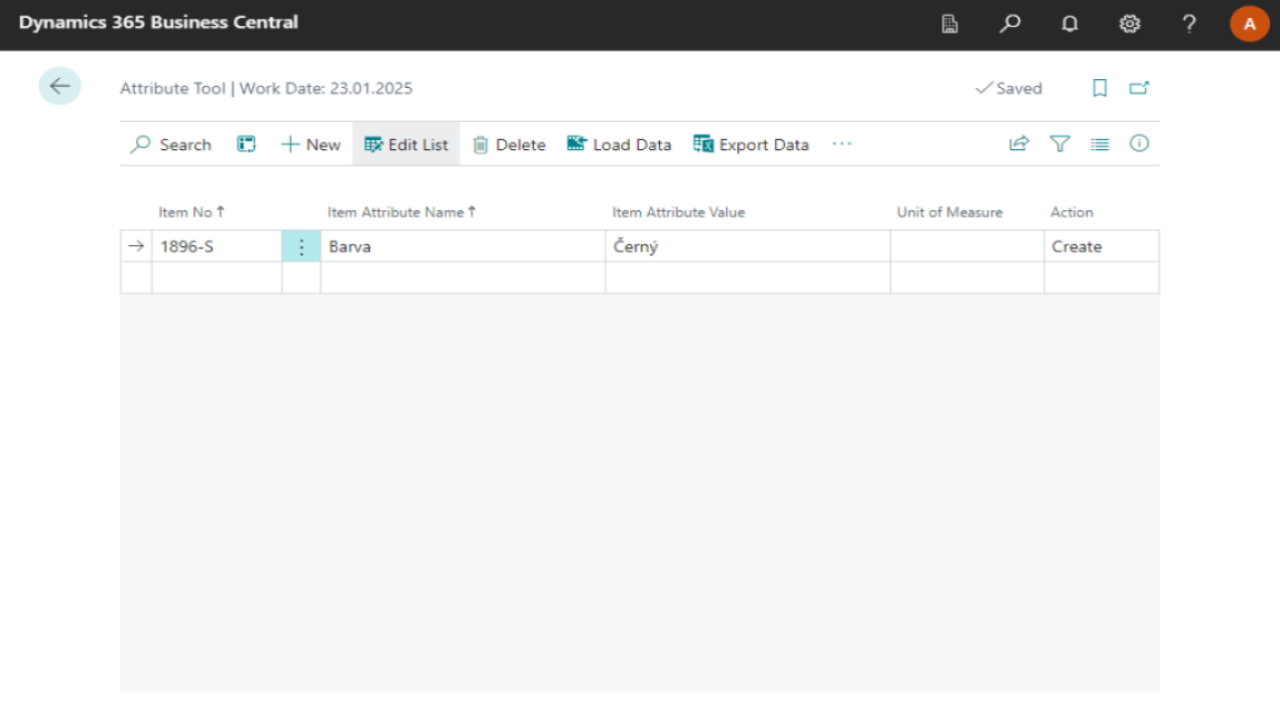 Dynamics 365 Business Central
A
Attribute Tool | Work Date: 23.01.2025
Saved
Search New Edit List Delete Load Data Export Data
Item No Item Attribute Name Item Attribute Value Unit of Measure Action
1896-S Barva Černý Create